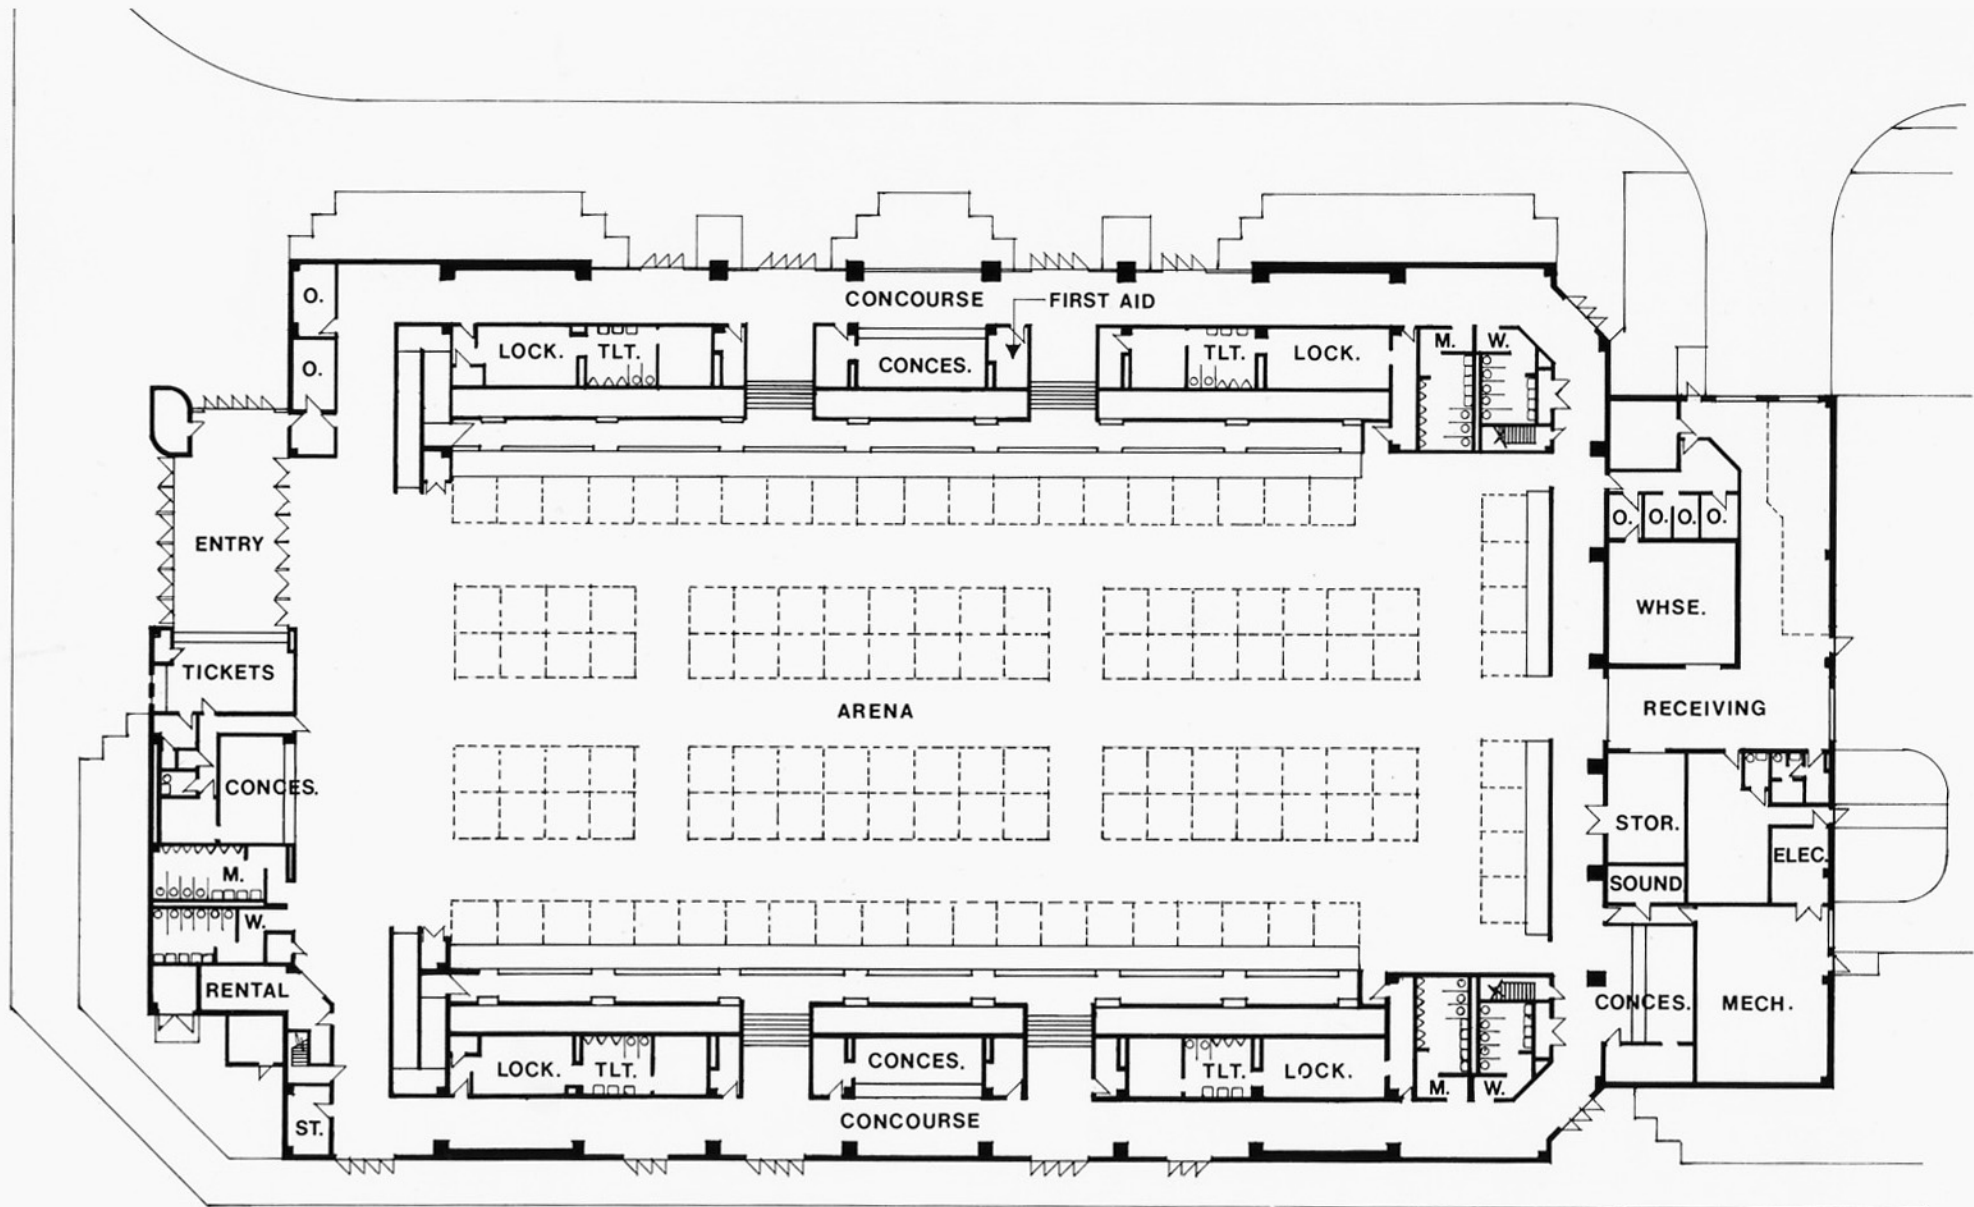 O.
CONCOURSE
FIRST AID
LOCK.
TLT.
CONCES.
TLT.
LOCK.
M.
W.
O.
O.
O.
O.
O.
ENTRY
WHSE.
TICKETS
ARENA
RECEIVING
CONCES.
STOR.
ELEC.
M.
SOUND
W.
RENTAL
CONCES.
MECH.
LOCK.
TLT.
CONCES.
TLT.
LOCK.
M.
W.
ST.
CONCOURSE